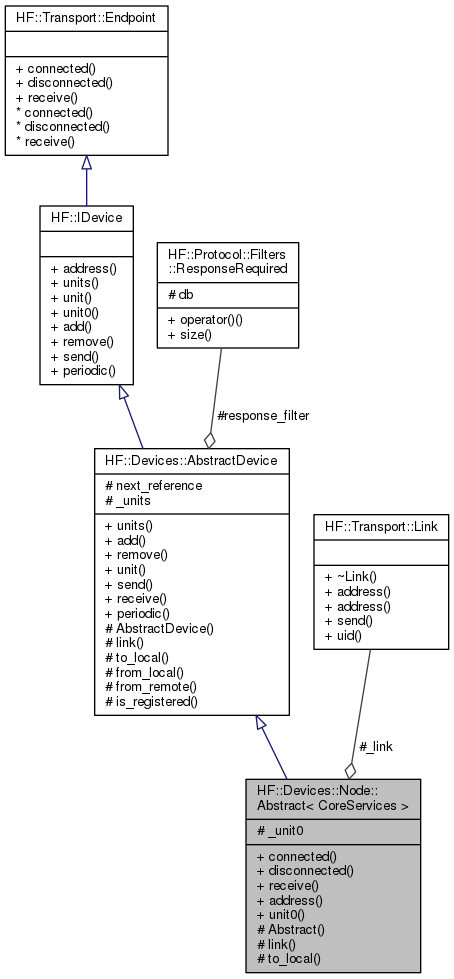 HF::Transport::Endpoint
+ connected()
+ disconnected()
+ receive()
* connected()
* disconnected()
* receive()
HF::IDevice
+ address()
+ units()
+ unit()
+ unit0()
+ add()
+ remove()
+ send()
+ periodic()
HF::Protocol::Filters
::ResponseRequired
# db
+ operator()()
+ size()
#response_filter
HF::Devices::AbstractDevice
# next_reference
# _units
+ units()
+ add()
+ remove()
+ unit()
+ send()
+ receive()
+ periodic()
# AbstractDevice()
# link()
# to_local()
# from_local()
# from_remote()
# is_registered()
HF::Transport::Link
+ ~Link()
+ address()
+ address()
+ send()
+ uid()
#_link
HF::Devices::Node::
Abstract< CoreServices >
# _unit0
+ connected()
+ disconnected()
+ receive()
+ address()
+ unit0()
# Abstract()
# link()
# to_local()